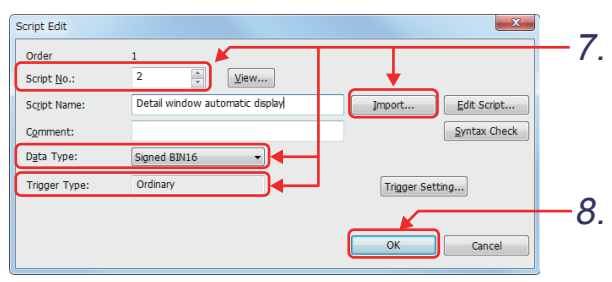 Script Edit
Order 1
Script No.: 2 View...
Script Name: Detail window automatic display Import... Edit Script...
Comment: Syntax Check
Data Type: Signed BIN16
Trigger Type: Ordinary Trigger Setting...
OK Cancel
7.
8.